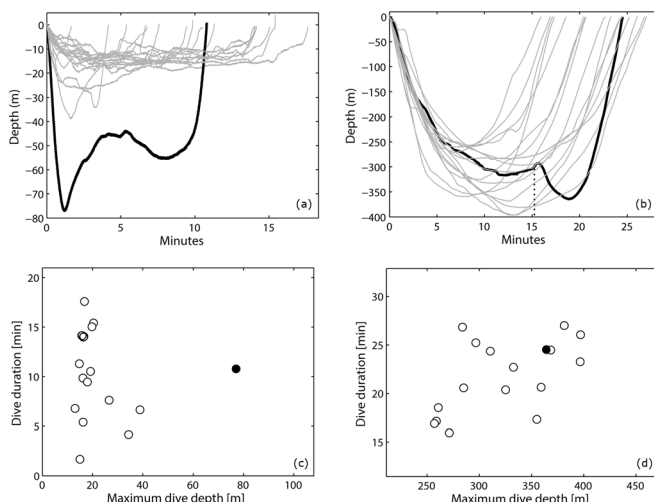 0
−10
−20
−30
−40
−50
−60
−70
−80
Depth (m)
0 5 10 15
Minutes
(a)
0
−50
−100
−150
−200
−250
−300
−350
−400
Depth (m)
0 5 10 15 20 25
Minutes
(b)
20
15
10
5
0
Dive duration [min]
0 20 40 60 80 100
Maximum dive depth [m]
(c)
30
25
20
15
Dive duration [min]
250 300 350 400 450
Maximum dive depth [m]
(d)